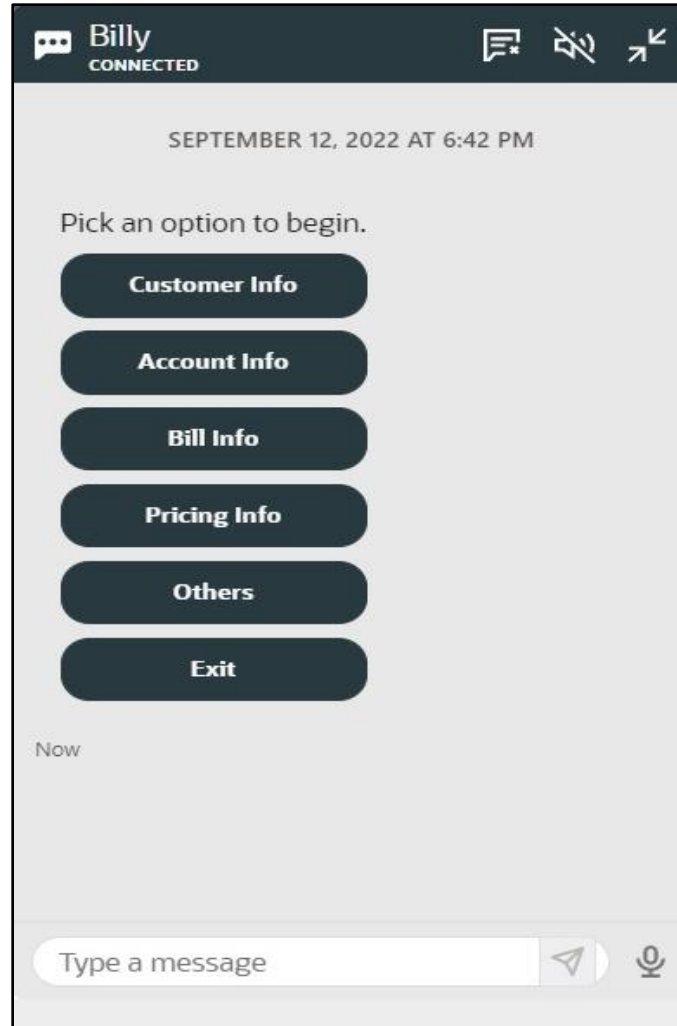 Billy
CONNECTED
SEPTEMBER 12, 2022 AT 6:42 PM
Pick an option to begin.
Customer Info
Account Info
Bill Info
Pricing Info
Others
Exit
Now
Type a message